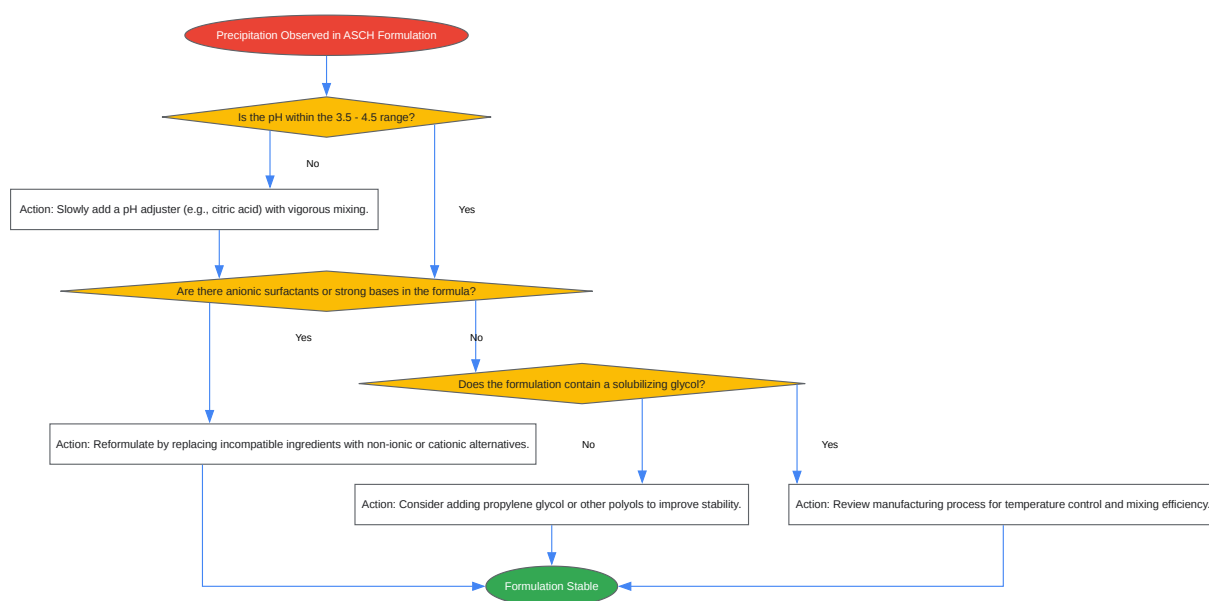 Precipitation Observed in ASCH Formulation
Is the pH within the 3.5 - 4.5 range?
No
Action: Slowly add a pH adjuster (e.g., citric acid) with vigorous mixing.
Yes
Are there anionic surfactants or strong bases in the formula?
Yes
No
Does the formulation contain a solubilizing glycol?
Action: Reformulate by replacing incompatible ingredients with non-ionic or cationic alternatives.
No
Yes
Action: Consider adding propylene glycol or other polyols to improve stability.
Action: Review manufacturing process for temperature control and mixing efficiency.
Formulation Stable